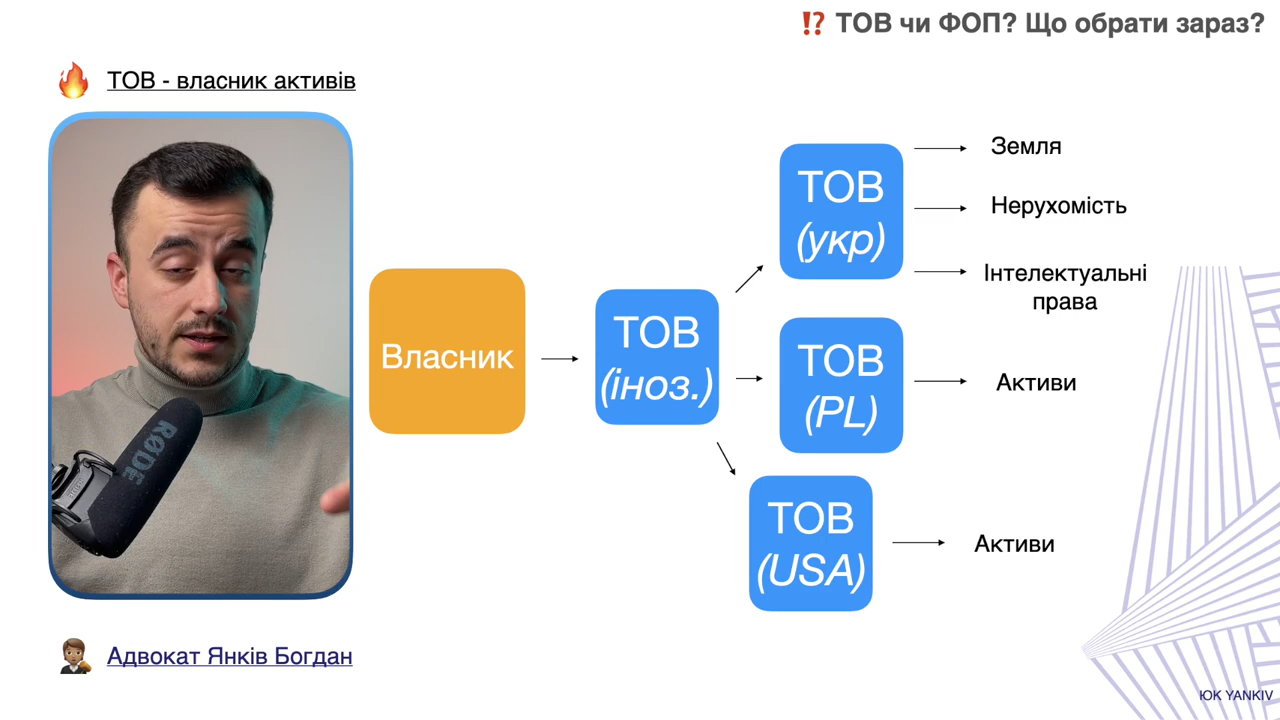 ⁉️ ТОВ чи ФОП? Що обрати зараз?
🔥 ТОВ - власник активів
RØDE
Власник
ТОВ
(іноз.)
ТОВ
(укр)
Земля
Нерухомість
Інтелектуальні
права
ТОВ
(PL)
Активи
ТОВ
(USA)
Активи
Адвокат Янків Богдан
ЮК YANKIV